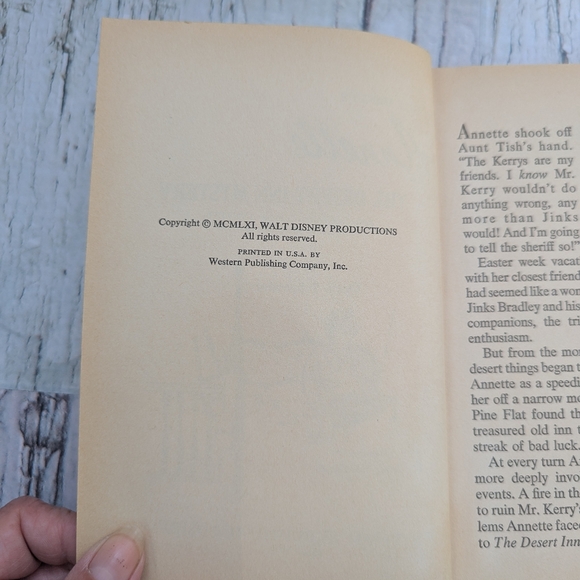 Copyright © MCMLXI, WALT DISNEY PRODUCTIONS
All rights reserved.
PRINTED IN U.S.A. BY
Western Publishing Company, Inc.
Annette shook off
Aunt Tish's hand.
"The Kerrys are my
friends. I know Mr.
Kerry wouldn't do
anything wrong, any
more than Jinks
would! And I'm going
to tell the sheriff so!"
Easter week vacat
with her closest friend
had seemed like a won
Jinks Bradley and his
companions, the tri
enthusiasm.
But from the mo
desert things began t
Annette as a speedi
her off a narrow mo
Pine Flat found th
treasured old inn t
streak of bad luck.
At every turn A
more deeply invo
events. A fire in th
to ruin Mr. Kerry's
lems Annette face
to The Desert Inn